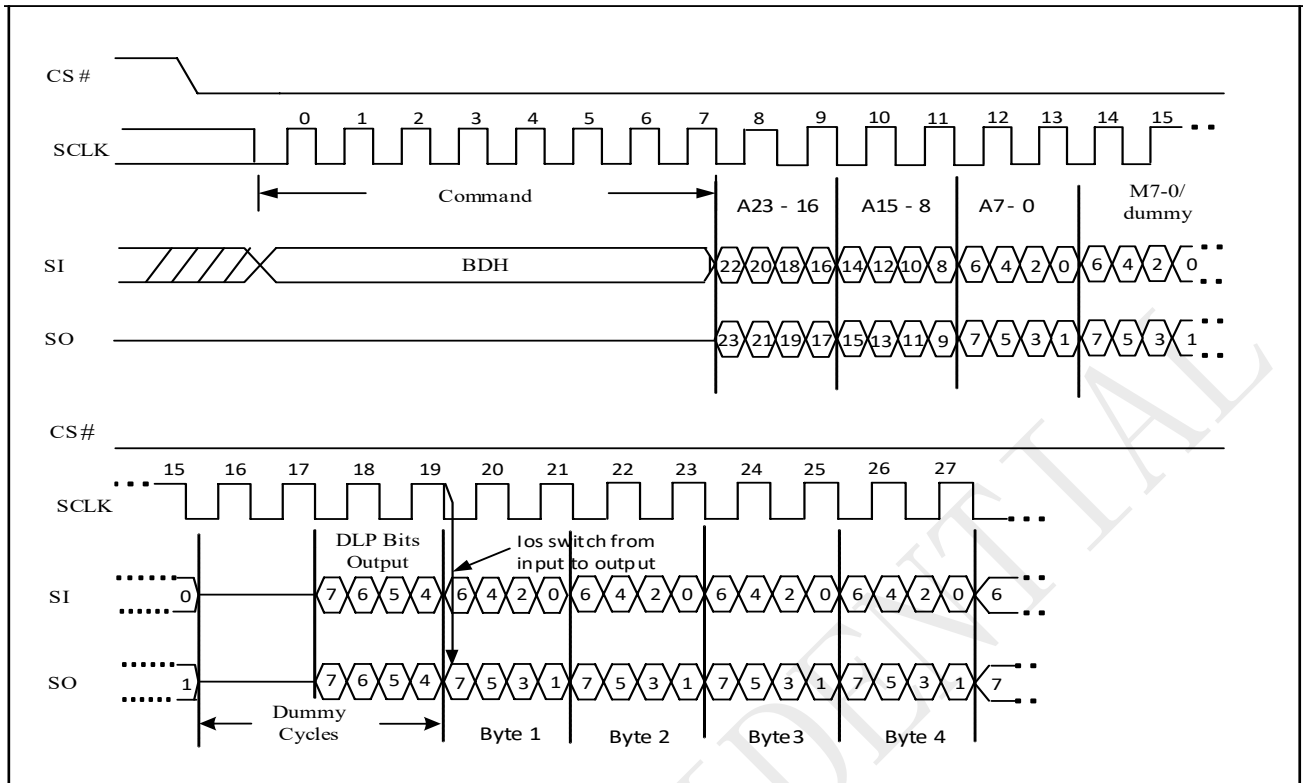 CS#
0 1 2 3 4 5 6 7 8 9 10 11 12 13 14 15
SCLK
Command
A23 - 16 A15 - 8 A7- 0 M7-0/
dummy
SI BDH 22 20 18 16 14 12 10 8 6 4 2 0 6 4 2 0
SO 23 21 19 17 15 13 11 9 7 5 3 1 7 5 3 1
CS#
15 16 17 18 19 20 21 22 23 24 25 26 27
SCLK
DLP Bits
Output
Ios switch from
input to output
SI 0 7 6 5 4 6 4 2 0 6 4 2 0 6 4 2 0 6 4 2 0 6
SO 1 7 6 5 4 7 5 3 1 7 5 3 1 7 5 3 1 7 5 3 1 7
Dummy
Cycles
Byte 1 Byte 2 Byte3 Byte 4
DENTIAL